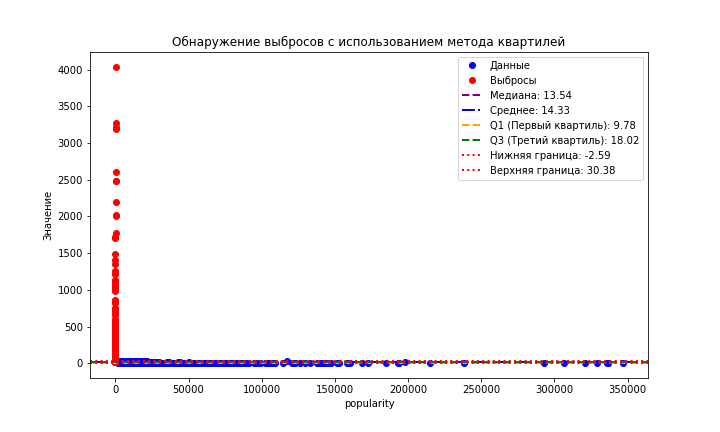 Обнаружение выбросов с использованием метода квартилей
4000
3500
3000
2500
2000
1500
1000
500
0
Значение
Данные
Выбросы
Медиана: 13.54
Среднее: 14.33
Q1 (Первый квартиль): 9.78
Q3 (Третий квартиль): 18.02
Нижняя граница: -2.59
Верхняя граница: 30.38
0 50000 100000 150000 200000 250000 300000 350000
popularity